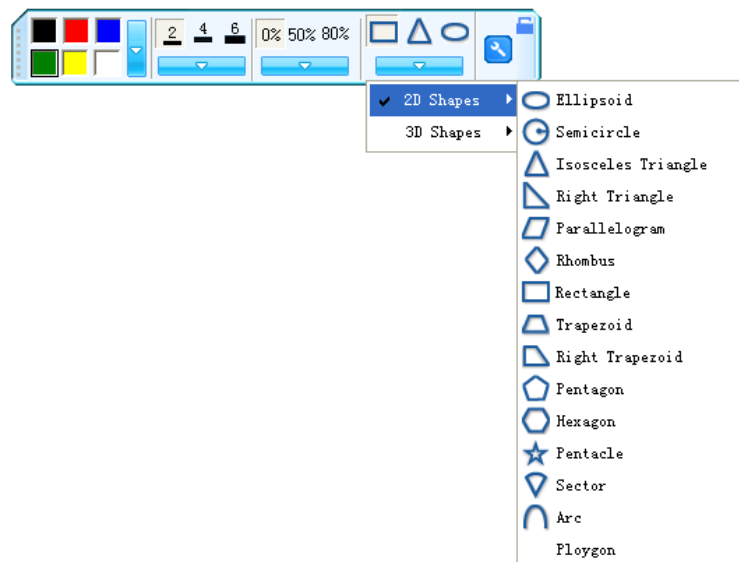 2 4 6 0% 50% 80%
2D Shapes
3D Shapes
Ellipsoid
Semicircle
Isosceles Triangle
Right Triangle
Parallelogram
Rhombus
Rectangle
Trapezoid
Right Trapezoid
Pentagon
Hexagon
Pentacle
Sector
Arc
Ploygon